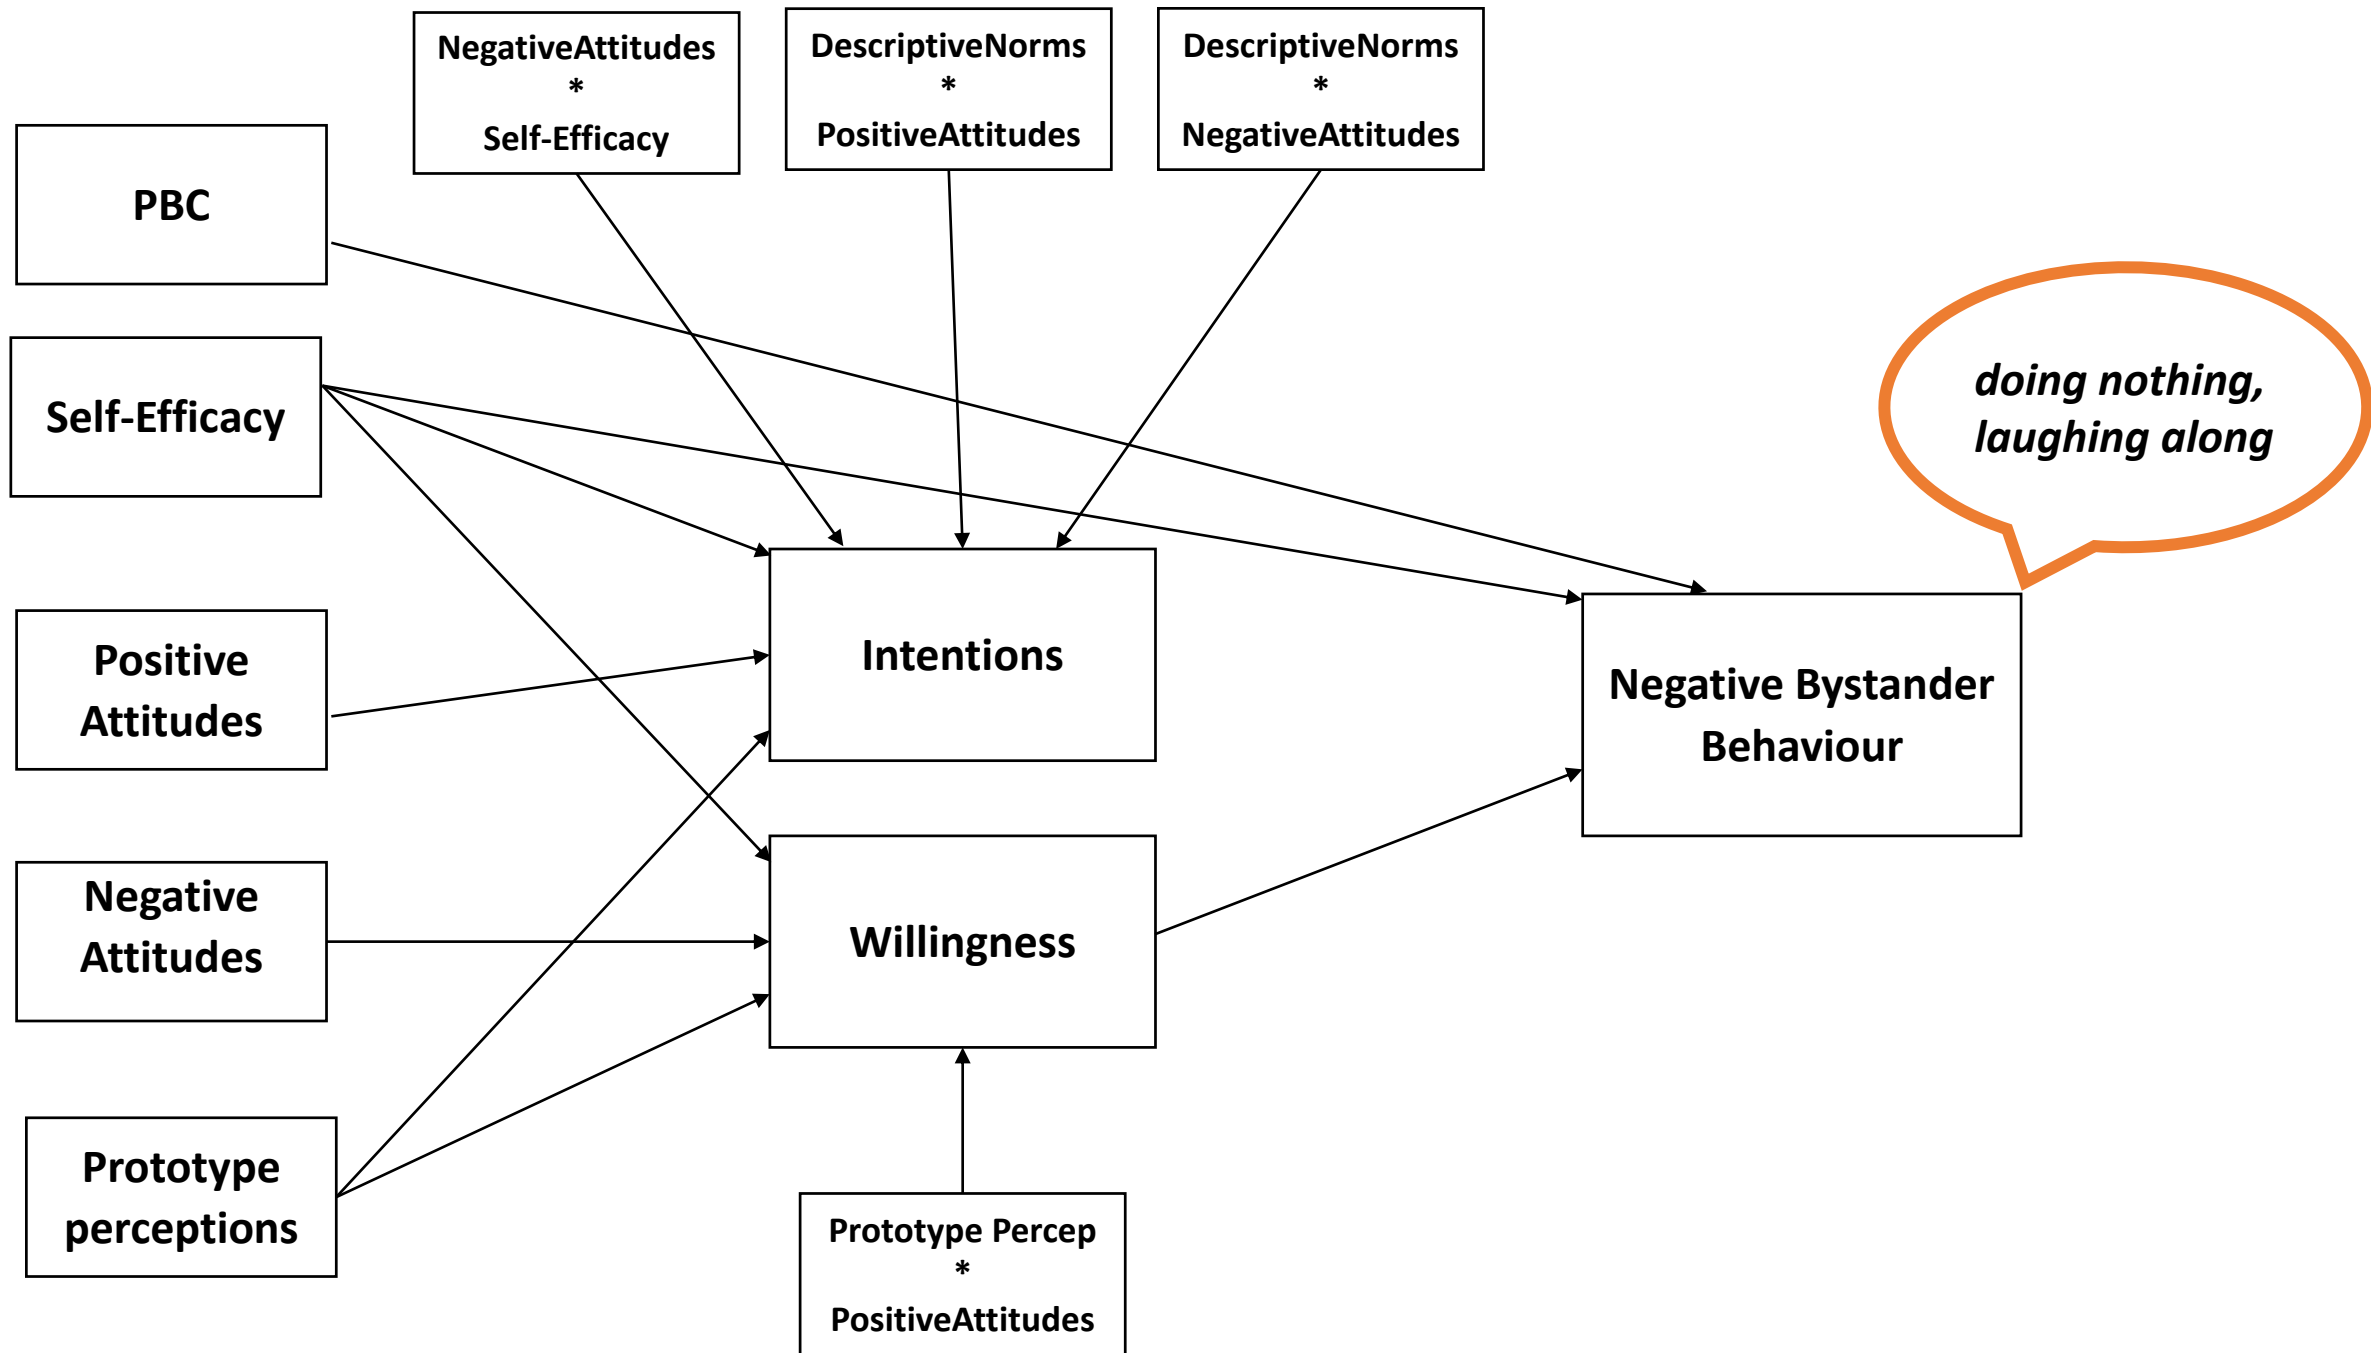 NegativeAttitudes
*
Self-Efficacy
DescriptiveNorms
*
PositiveAttitudes
DescriptiveNorms
*
NegativeAttitudes
PBC
Self-Efficacy
doing nothing,
laughing along
Positive
Attitudes
Intentions
Negative Bystander
Behaviour
Negative
Attitudes
Willingness
Prototype
perceptions
Prototype Percep
*
PositiveAttitudes